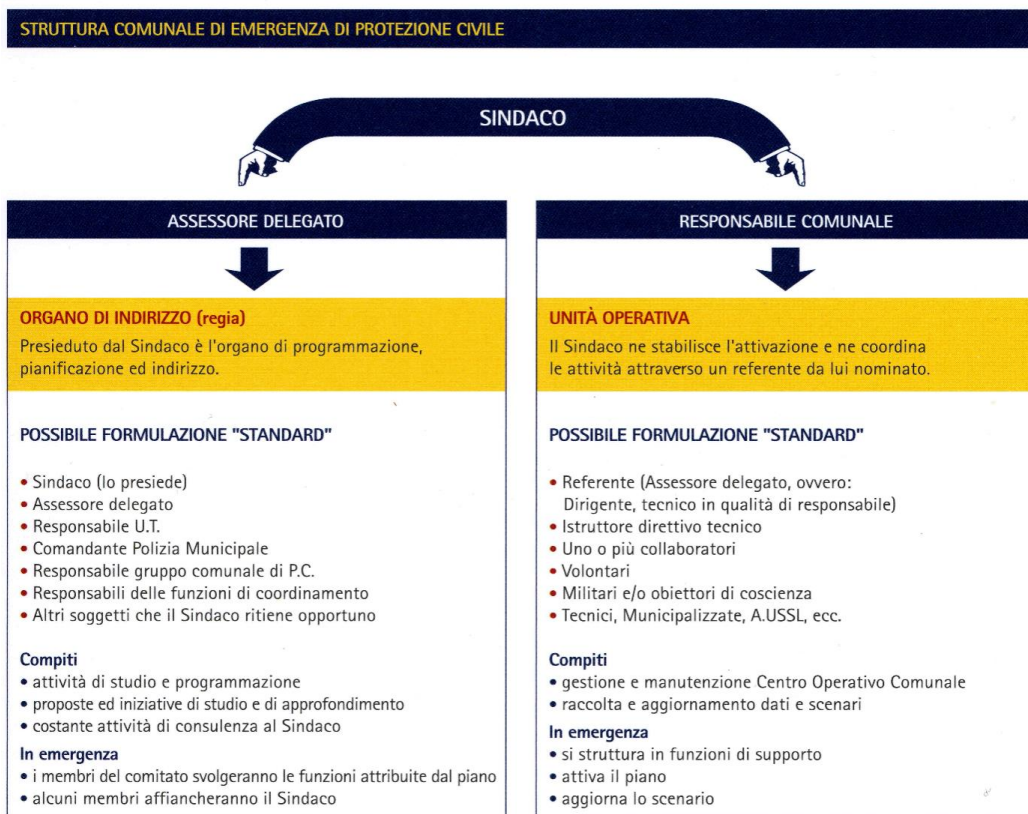 STRUTTURA COMUNALE DI EMERGENZA DI PROTEZIONE CIVILE
SINDACO
ASSESSORE DELEGATO
ORGANO DI INDIRIZZO (regia)
Presieduto dal Sindaco è l'organo di programmazione,
pianificazione ed indirizzo.
POSSIBILE FORMULAZIONE "STANDARD"
• Sindaco (lo presiede)
• Assessore delegato
• Responsabile U.T.
• Comandante Polizia Municipale
• Responsabile gruppo comunale di P.C.
• Responsabili delle funzioni di coordinamento
• Altri soggetti che il Sindaco ritiene opportuno
Compiti
• attività di studio e programmazione
• proposte ed iniziative di studio e di approfondimento
• costante attività di consulenza al Sindaco
In emergenza
• i membri del comitato svolgeranno le funzioni attribuite dal piano
• alcuni membri affiancheranno il Sindaco
RESPONSABILE COMUNALE
UNITÀ OPERATIVA
Il Sindaco ne stabilisce l'attivazione e ne coordina
le attività attraverso un referente da lui nominato.
POSSIBILE FORMULAZIONE "STANDARD"
• Referente (Assessore delegato, ovvero:
Dirigente, tecnico in qualità di responsabile)
• Istruttore direttivo tecnico
• Uno o più collaboratori
• Volontari
• Militari e/o obiettori di coscienza
• Tecnici, Municipalizzate, A.USSL, ecc.
Compiti
• gestione e manutenzione Centro Operativo Comunale
• raccolta e aggiornamento dati e scenari
In emergenza
• si struttura in funzioni di supporto
• attiva il piano
• aggiorna lo scenario